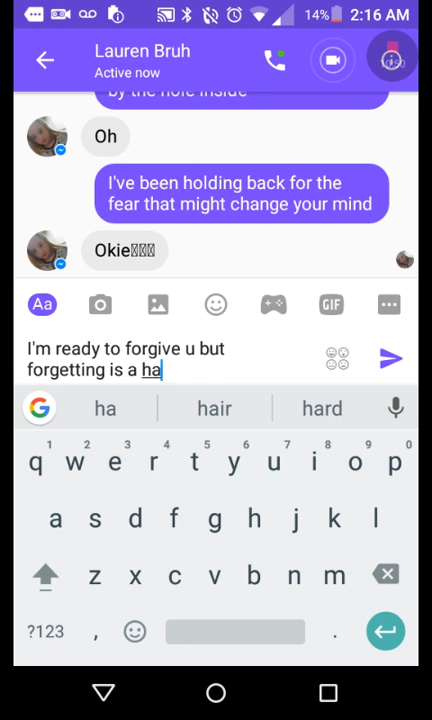 14% 2:16 AM
Lauren Bruh
Active now
by the hole inside
Oh
I've been holding back for the
fear that might change your mind
Okie
Aa
GIF
I'm ready to forgive u but
forgetting is a ha
G
ha hair hard
1 2 3 4 5 6 7 8 9 0
q w e r t y u i o p
a s d f g h j k l
z x c v b n m
?123 , .